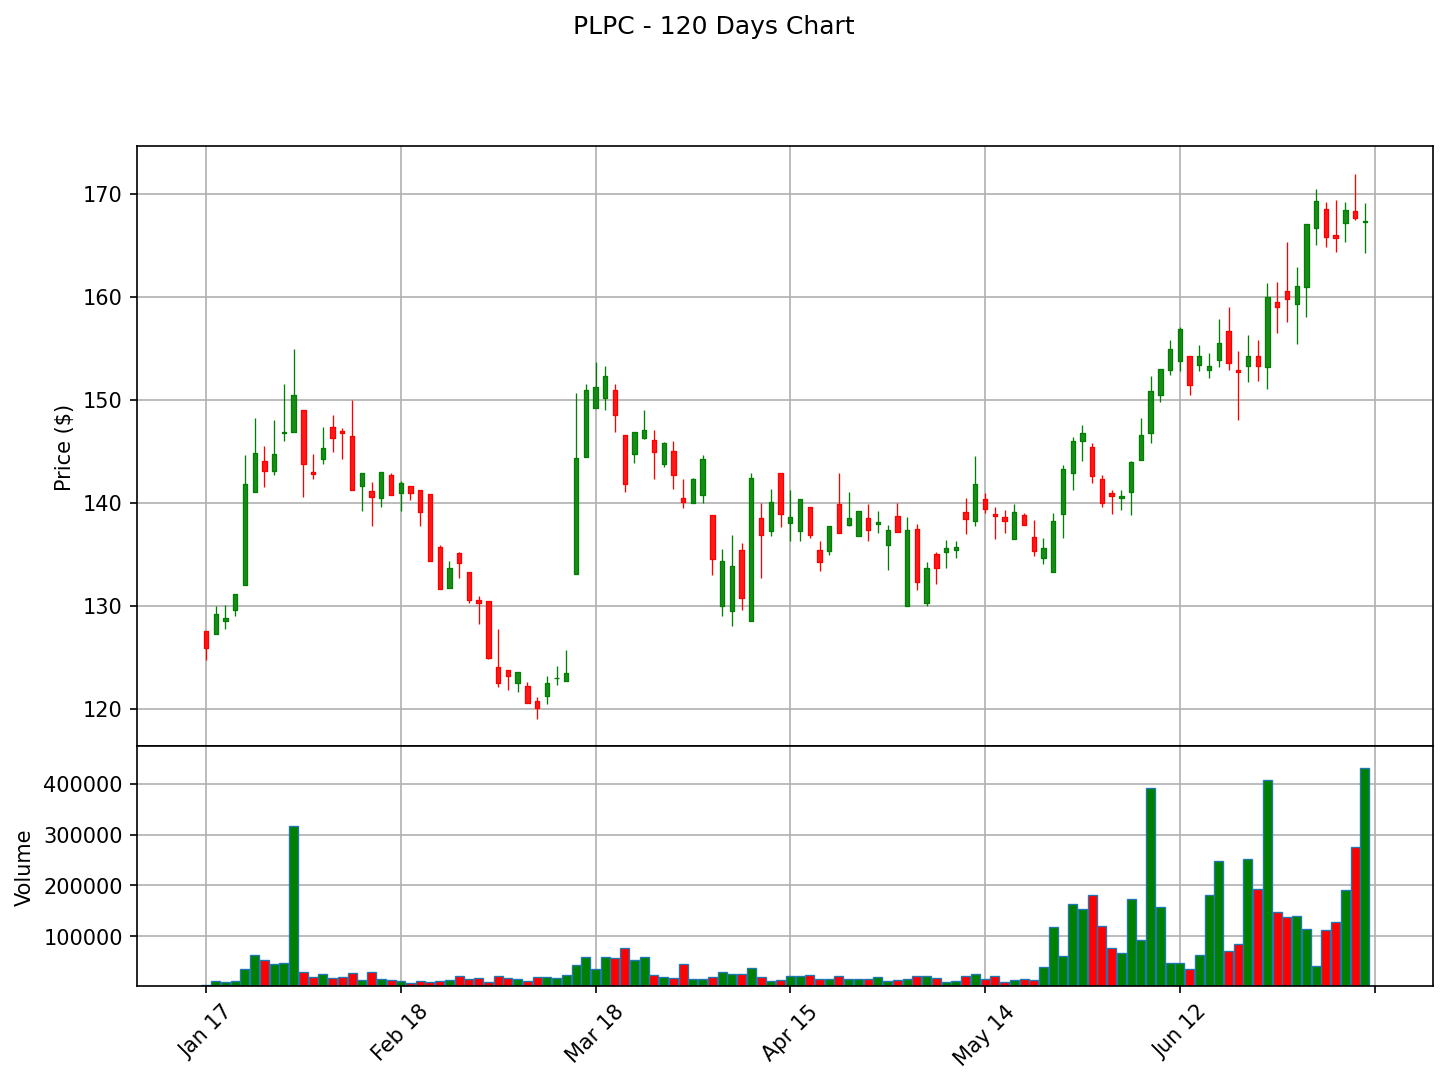 PLPC - 120 Days Chart
Price ($)
170
160
150
140
130
120
Volume
400000
300000
200000
100000
Jan 17
Feb 18
Mar 18
Apr 15
May 14
Jun 12